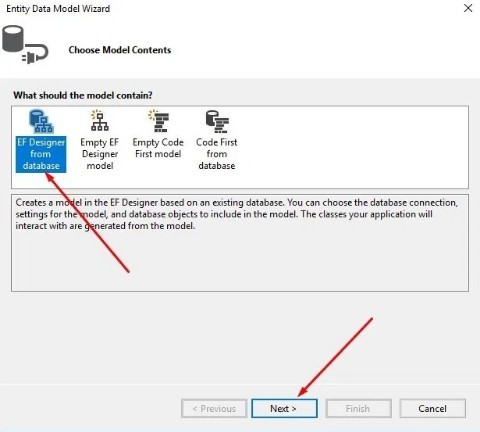 Entity Data Model Wizard
Choose Model Contents
What should the model contain?
EF Designer from database
Empty EF Designer model
Empty Code First model
Code First from database
Creates a model in the EF Designer based on an existing database. You can choose the database connection,
settings for the model, and database objects to include in the model. The classes your application will
interact with are generated from the model.
< Previous
Next >
Finish
Cancel